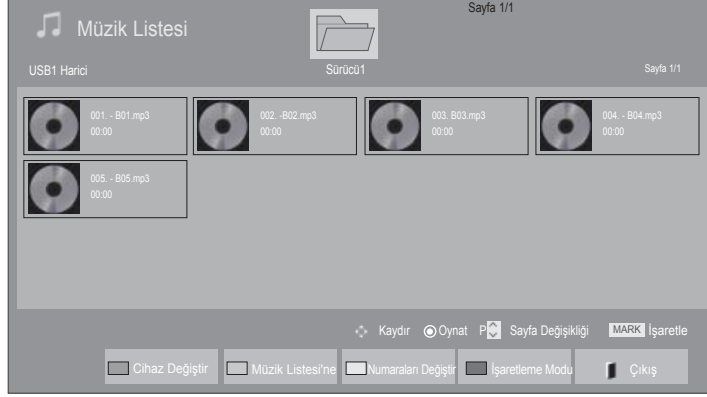 Sayfa 1/1
Müzik Listesi
USB1 Harici
Sürücü1
Sayfa 1/1
001. - B01.mp3
00:00
002. -B02.mp3
00:00
003. B03.mp3
00:00
004. - B04.mp3
00:00
005. - B05.mp3
00:00
Kaydır Oynat P Sayfa Değişikliği MARK İşaretle
Cihaz Değiştir Müzik Listesi'ne Numaraları Değiştir İşaretleme Modu Çıkış